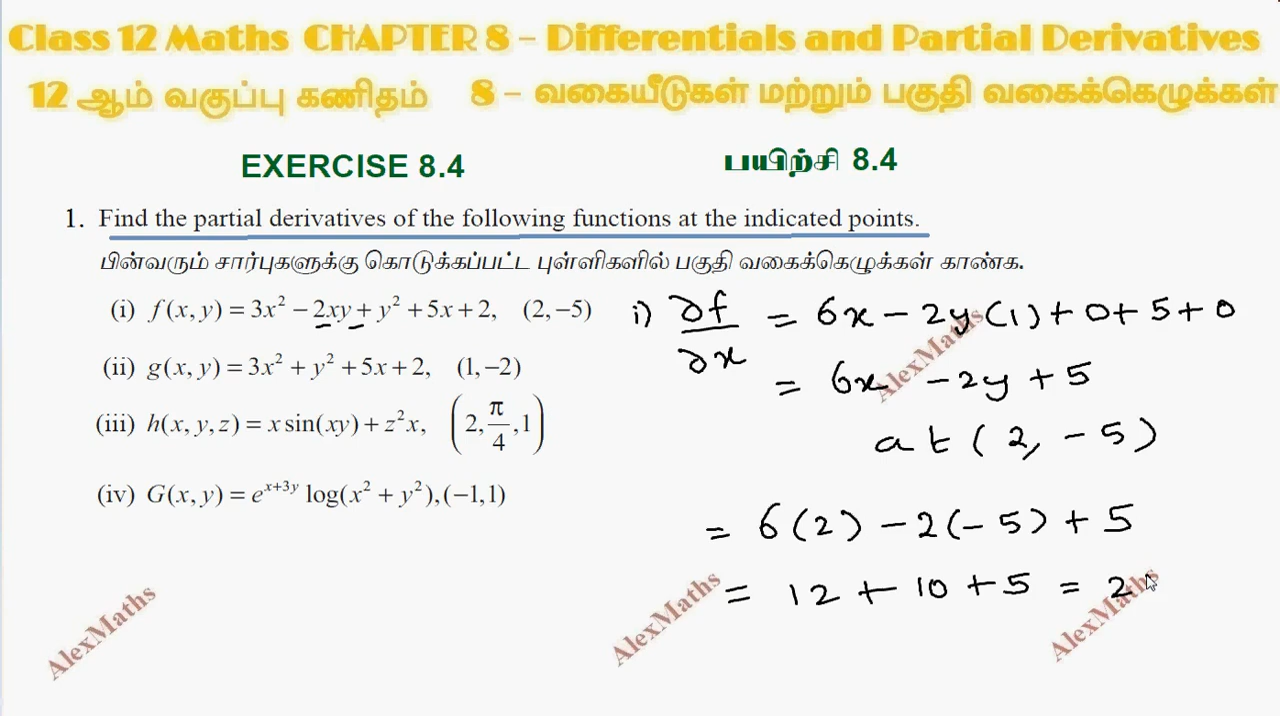 Class 12 Maths CHAPTER 8 – Differentials and Partial Derivatives
12 ஆம் வகுப்பு கணிதம் 8 – வகையீடுகள் மற்றும் பகுதி வகைக்கெழுக்கள்
EXERCISE 8.4 பயிற்சி 8.4
1. Find the partial derivatives of the following functions at the indicated points.
பின்வரும் சார்புகளுக்கு கொடுக்கப்பட்ட புள்ளிகளில் பகுதி வகைக்கெழுக்கள் காண்க.
(i) f(x, y) = 3x² − 2xy + y² + 5x + 2, (2, −5)
(ii) g(x, y) = 3x² + y² + 5x + 2, (1, −2)
(iii) h(x, y, z) = x sin(xy) + z²x, (2, π/4, 1)
(iv) G(x, y) = e^(x+3y) log(x² + y²), (−1, 1)
i) ∂f/∂x = 6x − 2y(1) + 0 + 5 + 0
= 6x − 2y + 5
at (2, −5)
= 6(2) − 2(−5) + 5
= 12 + 10 + 5 = 2
AlexMaths
AlexMaths
AlexMaths
AlexMaths